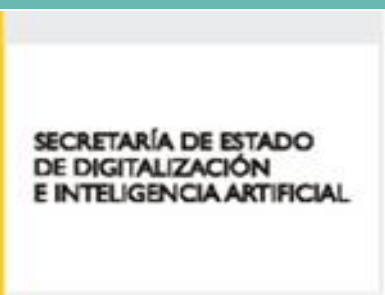 SECRETARÍA DE ESTADO
DE DIGITALIZACIÓN
E INTELIGENCIA ARTIFICIAL